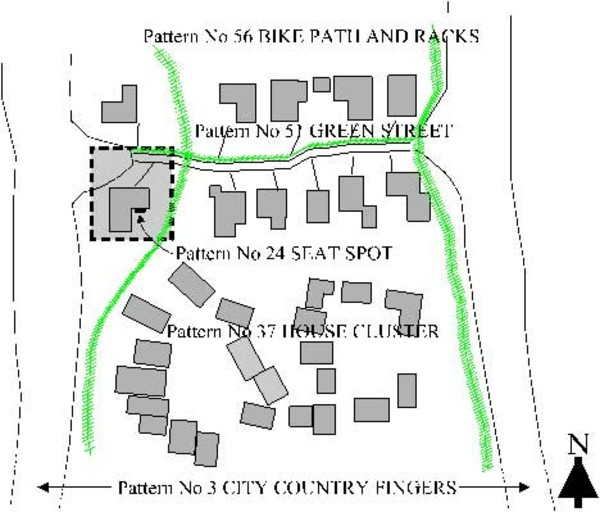 Pattern No 56 BIKE PATH AND RACKS
Pattern No 51 GREEN STREET
Pattern No 24 SEAT SPOT
Pattern No 37 HOUSE CLUSTER
N
Pattern No 3 CITY COUNTRY FINGERS